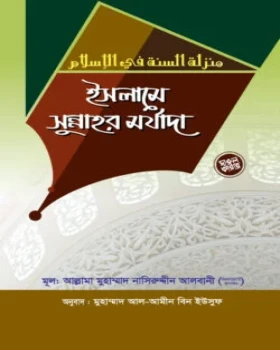 منزلة السنة في الإسلام
ইসলামে
সুন্নাহর মর্যাদা
মূল: আল্লামা মুহাম্মাদ নাসিরুদ্দীন আলবানী
অনুবাদ : মুহাম্মাদ আল-আমীন বিন ইউসুফ